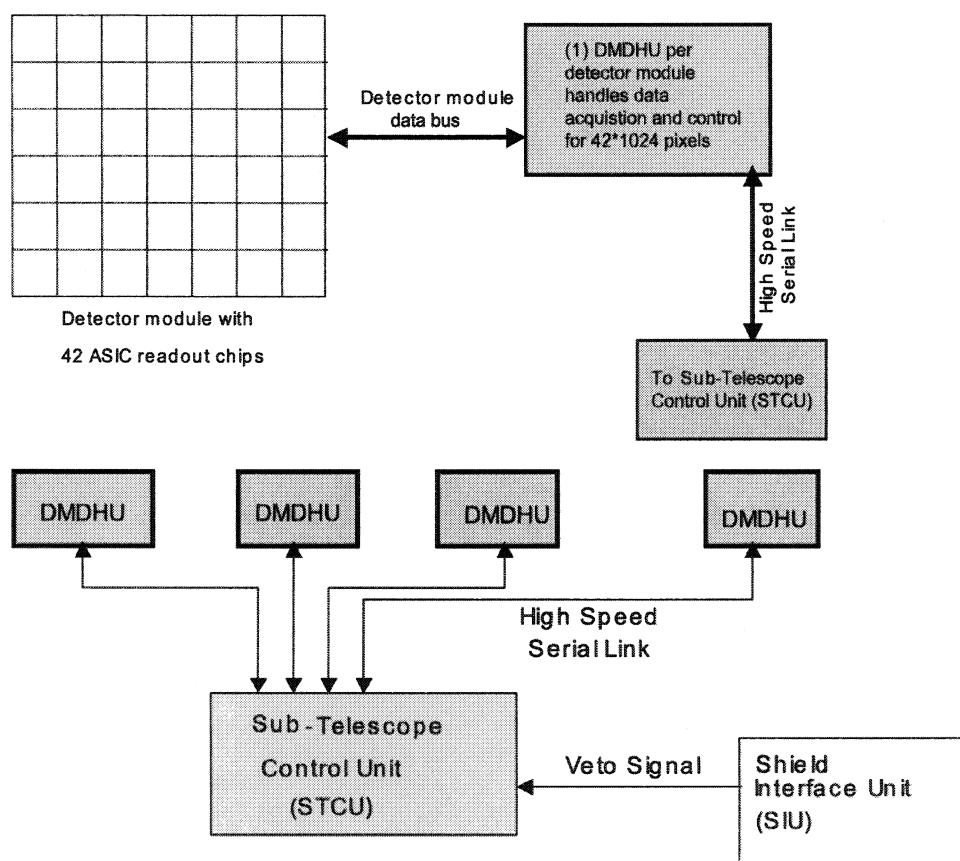 (1) DMDHU per
detector module
handles data
acquistion and control
for 42*1024 pixels
Detector module
data bus
High Speed
Serial Link
Detector module with
42 ASIC readout chips
To Sub-Telescope
Control Unit (STCU)
DMDHU
DMDHU
DMDHU
DMDHU
High Speed
Serial Link
Sub-Telescope
Control Unit
(STCU)
Veto Signal
Shield
Interface Unit
(SIU)